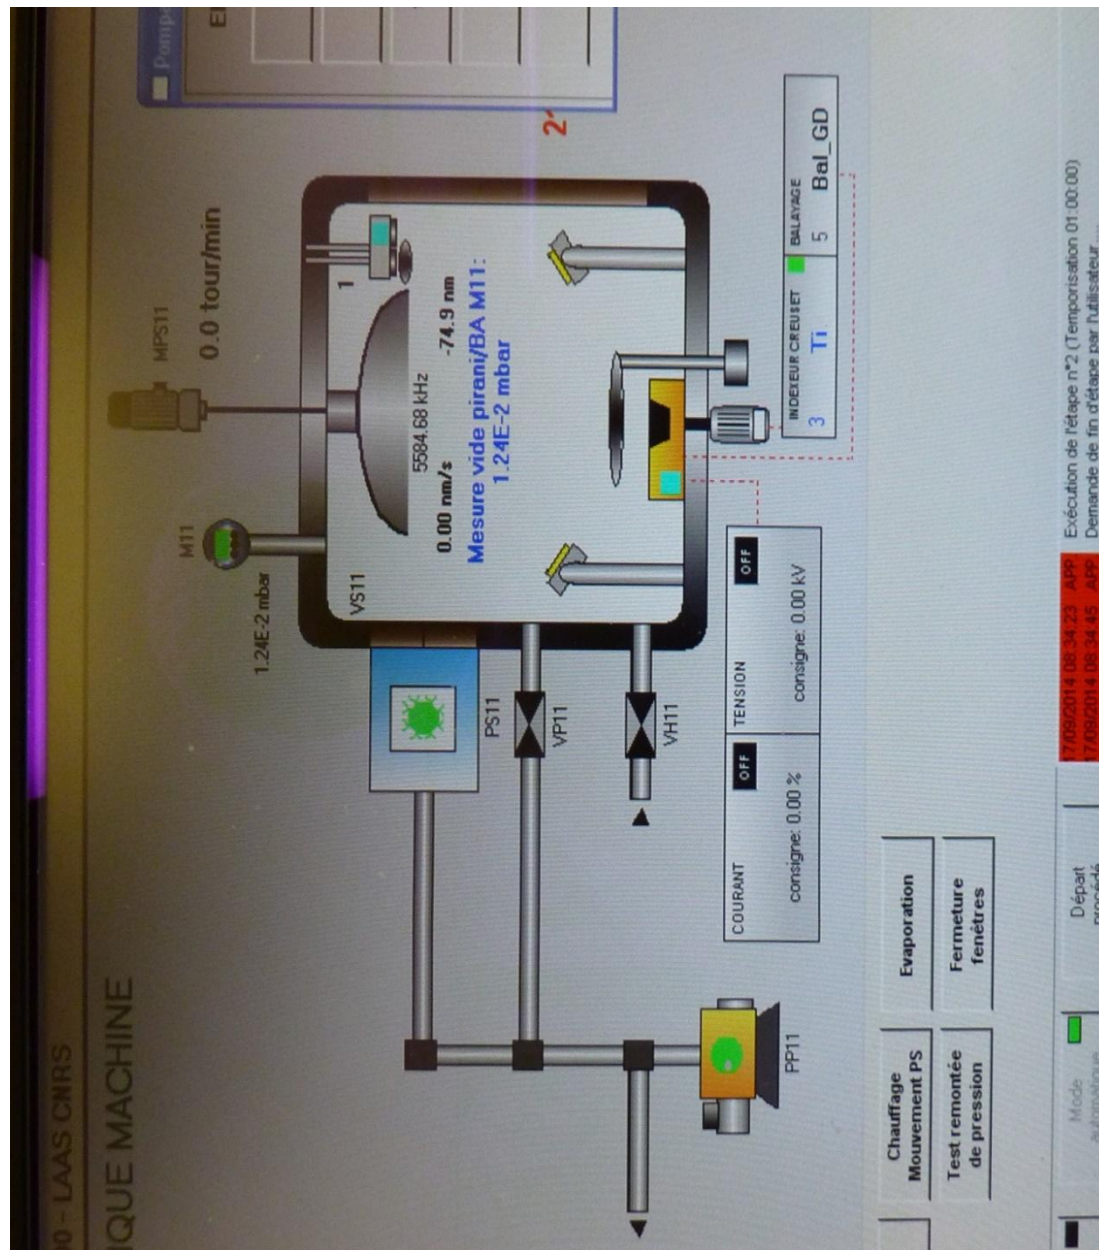 - LAAS CNRS
IQUE MACHINE
MPS11
0.0 tour/min
M11
1.24E-2 mbar
VS11
1
5584.68 kHz
0.00 nm/s
-74.9 nm
Mesure vide pirani/BA M11:
1.24E-2 mbar
PS11
VP11
VH11
PP11
COURANT
OFF
consigne: 0.00 %
TENSION
OFF
consigne: 0.00 kV
INDEXEUR CREUSET
3 Ti
BALAYAGE
5 Bal_GD
Chauffage
Mouvement PS
Evaporation
Test remontée
de pression
Fermeture
fenêtres
Mode
automatique
Départ
procédé
17/09/2014 08:34:23 APP Exécution de l'étape n°2 (Temporisation 01:00:00)
17/09/2014 08:34:45 APP Demande de fin d'étape par l'utilisateur ...